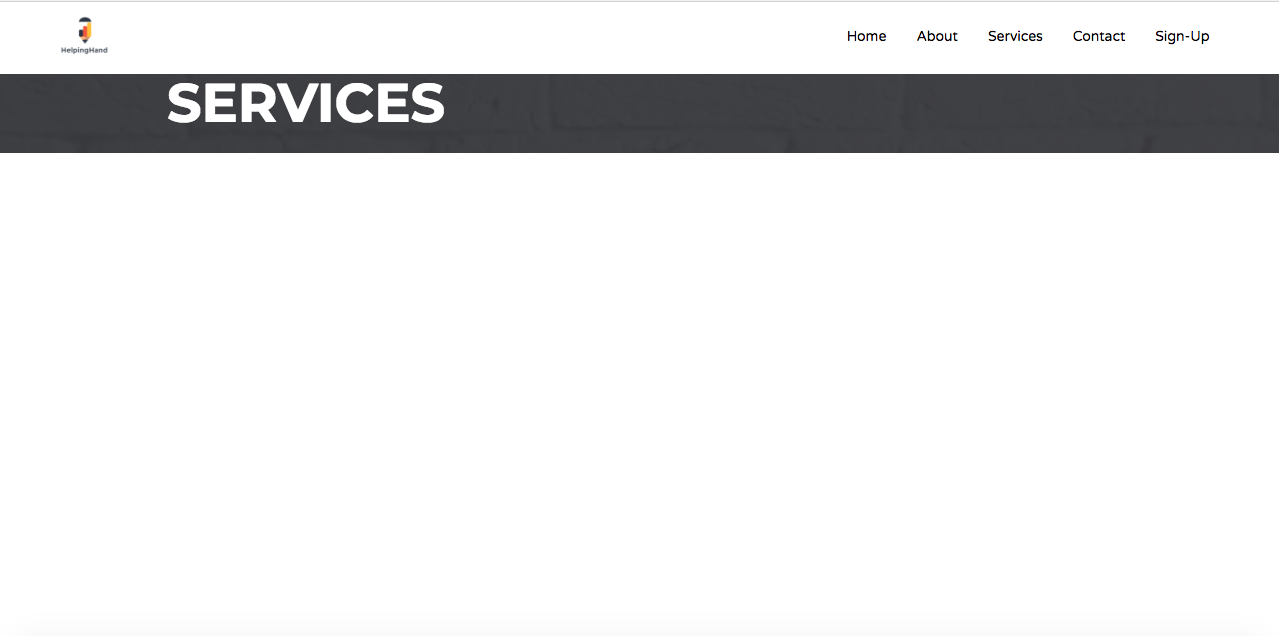 HelpingHand
Home About Services Contact Sign-Up
SERVICES